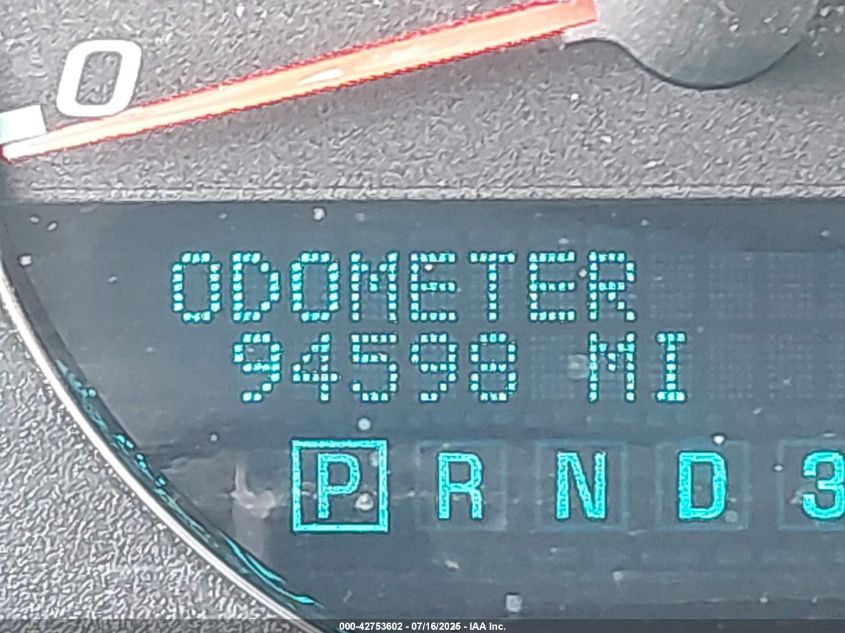 0
ODOMETER
94598 MI
P R N D 3
000-42753602 - 07/16/2025 - IAA Inc.